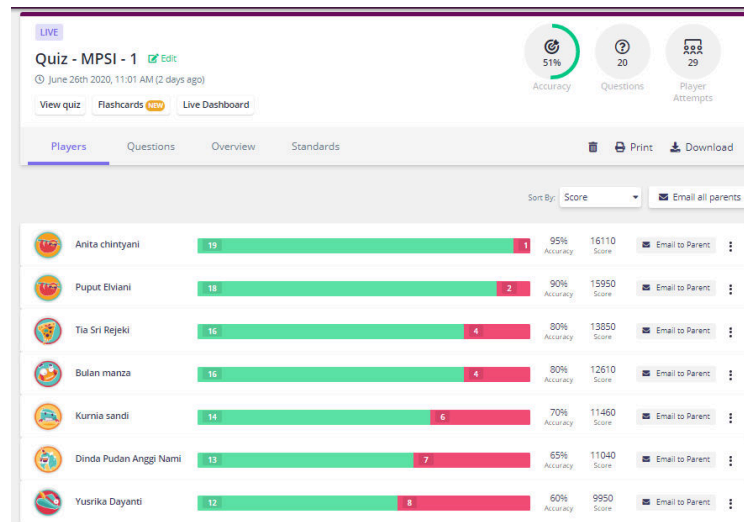 LIVE
Quiz - MPSI - 1 Edit
June 26th 2020, 11:01 AM (2 days ago)
View quiz Flashcards NEW Live Dashboard
51% 20 29
Accuracy Questions Player Attempts
Players Questions Overview Standards Print Download
Sort By: Score Email all parents
Anita chintyani 19 1 95% Accuracy 16110 Score Email to Parent
Puput Elviani 18 2 90% Accuracy 15950 Score Email to Parent
Tia Sri Rejeki 16 4 80% Accuracy 13850 Score Email to Parent
Bulan manza 16 4 80% Accuracy 12610 Score Email to Parent
Kurnia sandi 14 6 70% Accuracy 11460 Score Email to Parent
Dinda Pudan Anggi Nami 13 7 65% Accuracy 11040 Score Email to Parent
Yusrika Dayanti 12 8 60% Accuracy 9950 Score Email to Parent